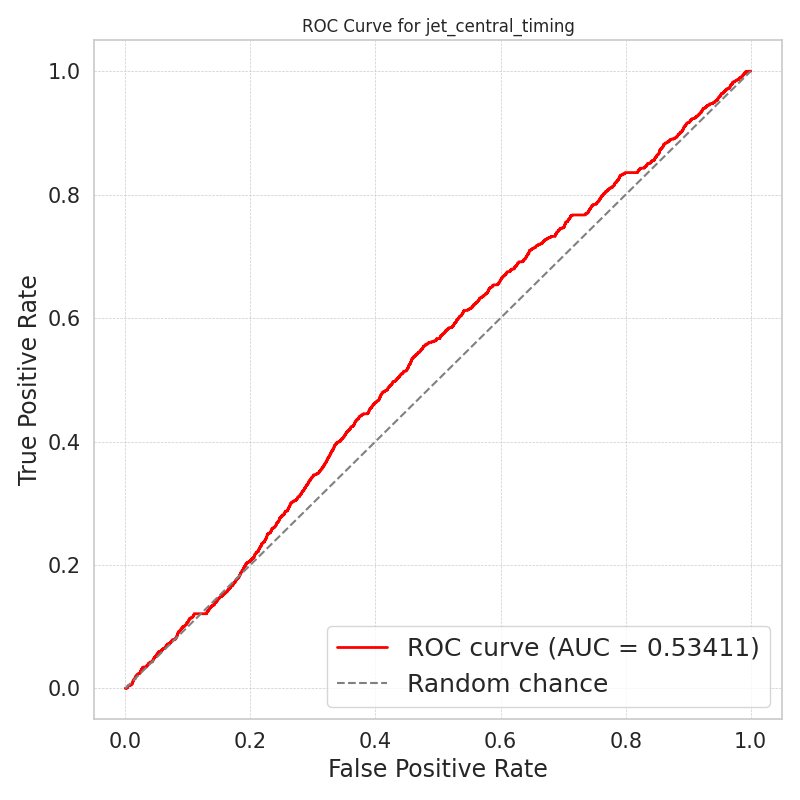 ROC Curve for jet_central_timing
True Positive Rate
1.0
0.8
0.6
0.4
0.2
0.0
ROC curve (AUC = 0.53411)
Random chance
0.0 0.2 0.4 0.6 0.8 1.0
False Positive Rate